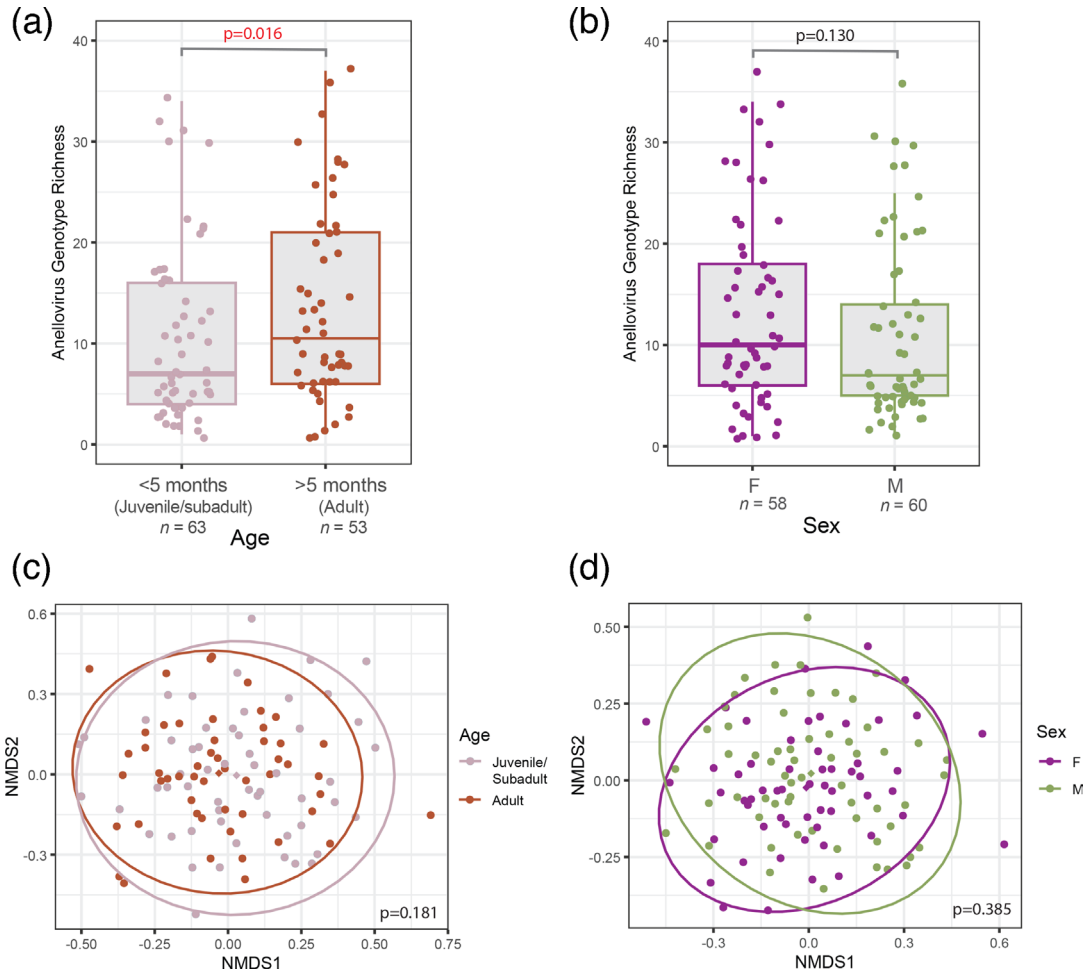 (a)
p=0.016
Anellovirus Genotype Richness
40
30
20
10
0
<5 months
(Juvenile/subadult)
n = 63
>5 months
(Adult)
n = 53
Age
(b)
p=0.130
Anellovirus Genotype Richness
40
30
20
10
0
F
n = 58
M
n = 60
Sex
(c)
NMDS2
0.6
0.3
0.0
-0.3
p=0.181
-0.50
-0.25
0.00
0.25
0.50
0.75
NMDS1
Age
Juvenile/
Subadult
Adult
(d)
NMDS2
0.50
0.25
0.00
-0.25
p=0.385
-0.3
0.0
0.3
0.6
NMDS1
Sex
F
M